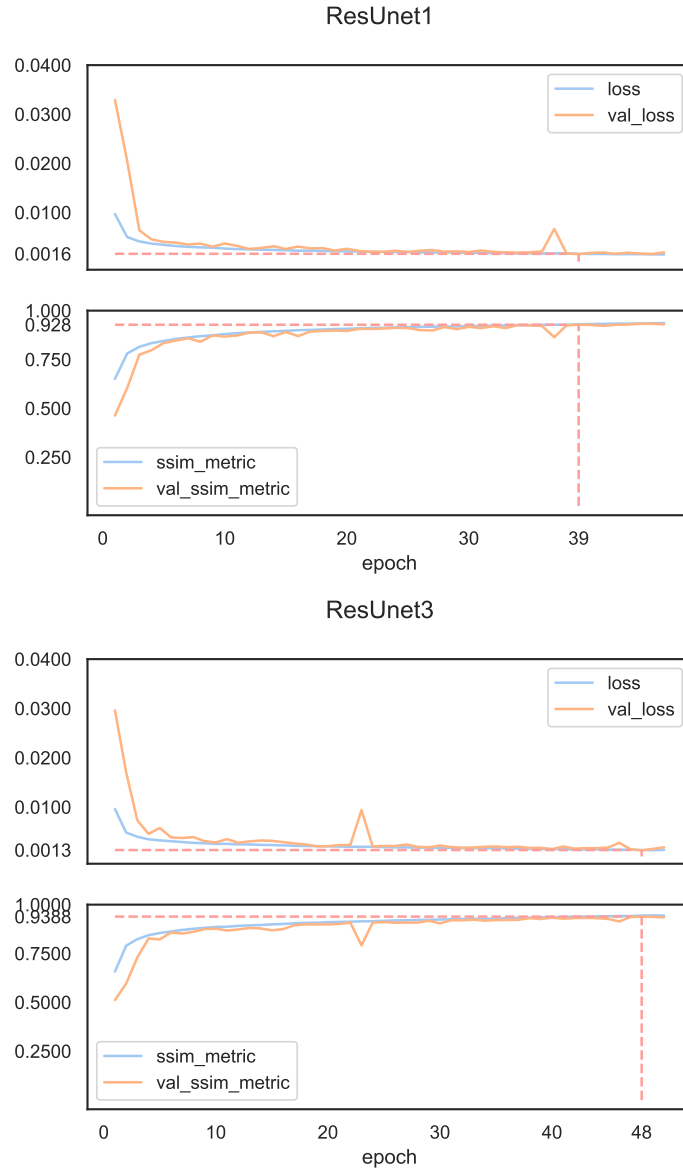 ResUnet1
0.0400
0.0300
0.0200
0.0100
0.0016
loss
val_loss
1.000
0.928
0.750
0.500
0.250
ssim_metric
val_ssim_metric
0 10 20 30 39
epoch
ResUnet3
0.0400
0.0300
0.0200
0.0100
0.0013
loss
val_loss
1.0000
0.9388
0.7500
0.5000
0.2500
ssim_metric
val_ssim_metric
0 10 20 30 40 48
epoch